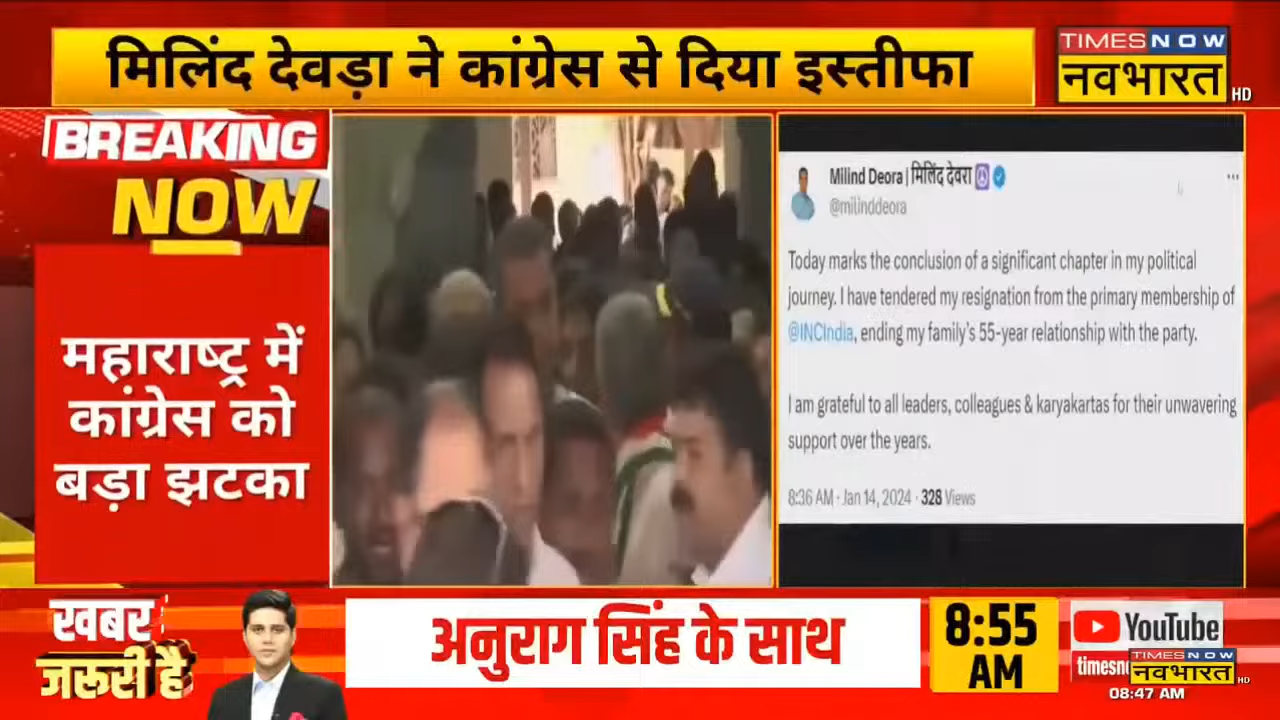 मिलिंद देवड़ा ने कांग्रेस से दिया इस्तीफा
TIMES NOW
नवभारत HD
BREAKING
NOW
महाराष्ट्र में
कांग्रेस को
बड़ा झटका
Milind Deora | मिलिंद देवरा
@milinddeora
Today marks the conclusion of a significant chapter in my political
journey. I have tendered my resignation from the primary membership of
@INCIndia, ending my family's 55-year relationship with the party.
I am grateful to all leaders, colleagues & karyakartas for their unwavering
support over the years.
8:36 AM · Jan 14, 2024 · 328 Views
खबर
जरूरी है
अनुराग सिंह के साथ
8:55
AM
YouTube
TIMES NOW
नवभारत HD
08:47 AM